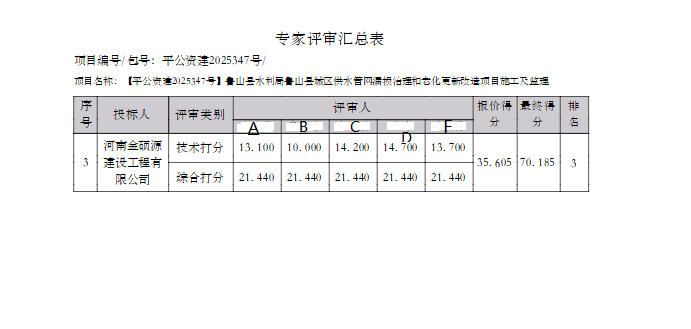 专家评审汇总表
项目编号/包号：平公资建2025347号/
项目名称：【平公资建2025347号】鲁山县水利局鲁山县城区供水管网漏损治理和老化更新改造项目施工及监理
序号 投标人 评审类别 评审人 报价得分 最终得分 排名
A B C D F
3 河南金硕源建设工程有限公司 技术打分 13.100 10.000 14.200 14.700 13.700 35.605 70.185 3
综合打分 21.440 21.440 21.440 21.440 21.440